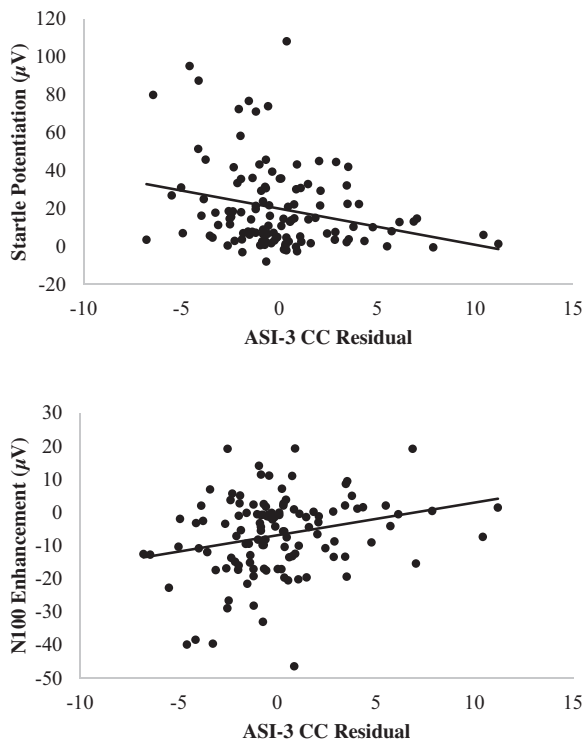 120
100
80
60
40
20
0
-20
Startle Potentiation (µV)
-10 -5 0 5 10 15
ASI-3 CC Residual
30
20
10
0
-10
-20
-30
-40
-50
N100 Enhancement (µV)
-10 -5 0 5 10 15
ASI-3 CC Residual